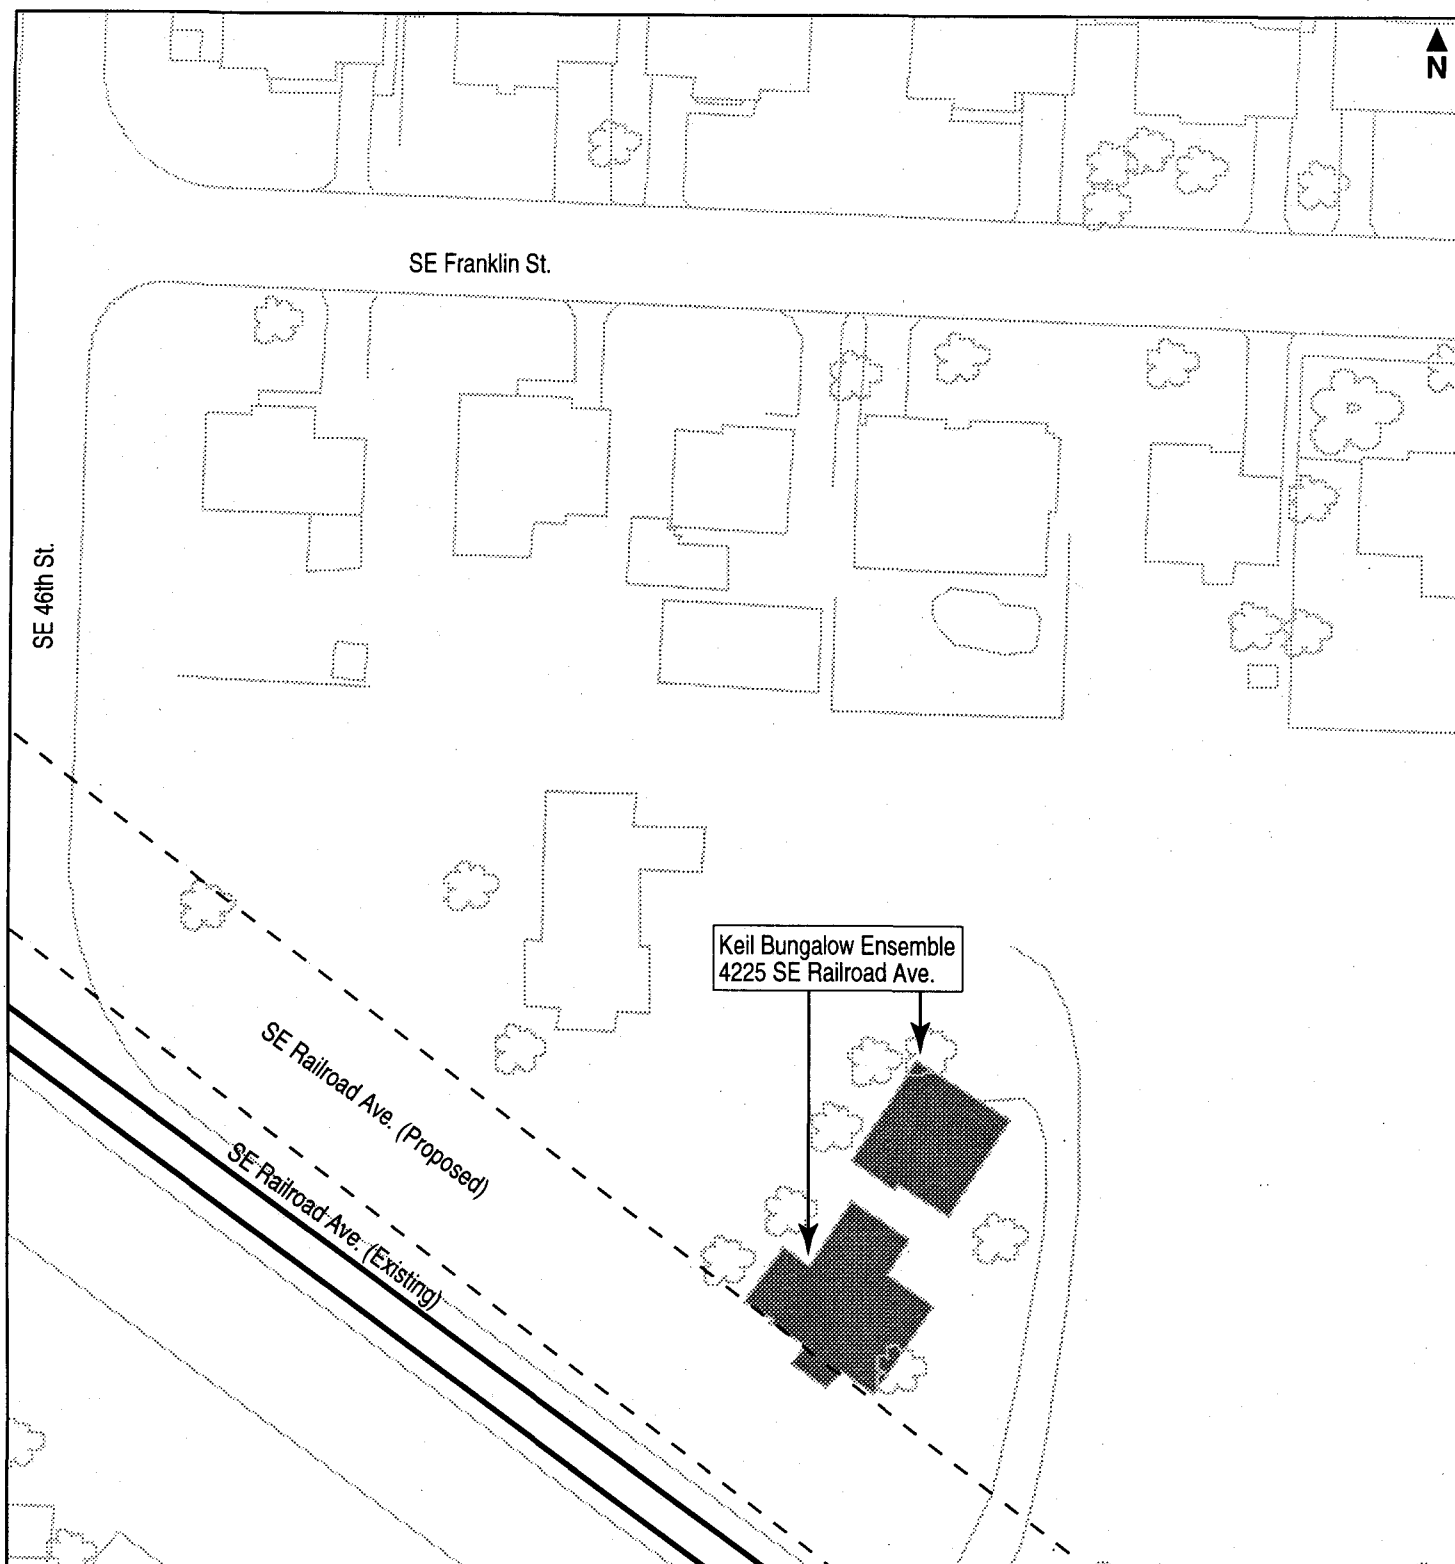 N
SE Franklin St.
SE 46th St.
Keil Bungalow Ensemble
4225 SE Railroad Ave.
SE Railroad Ave. (Proposed)
SE Railroad Ave. (Existing)